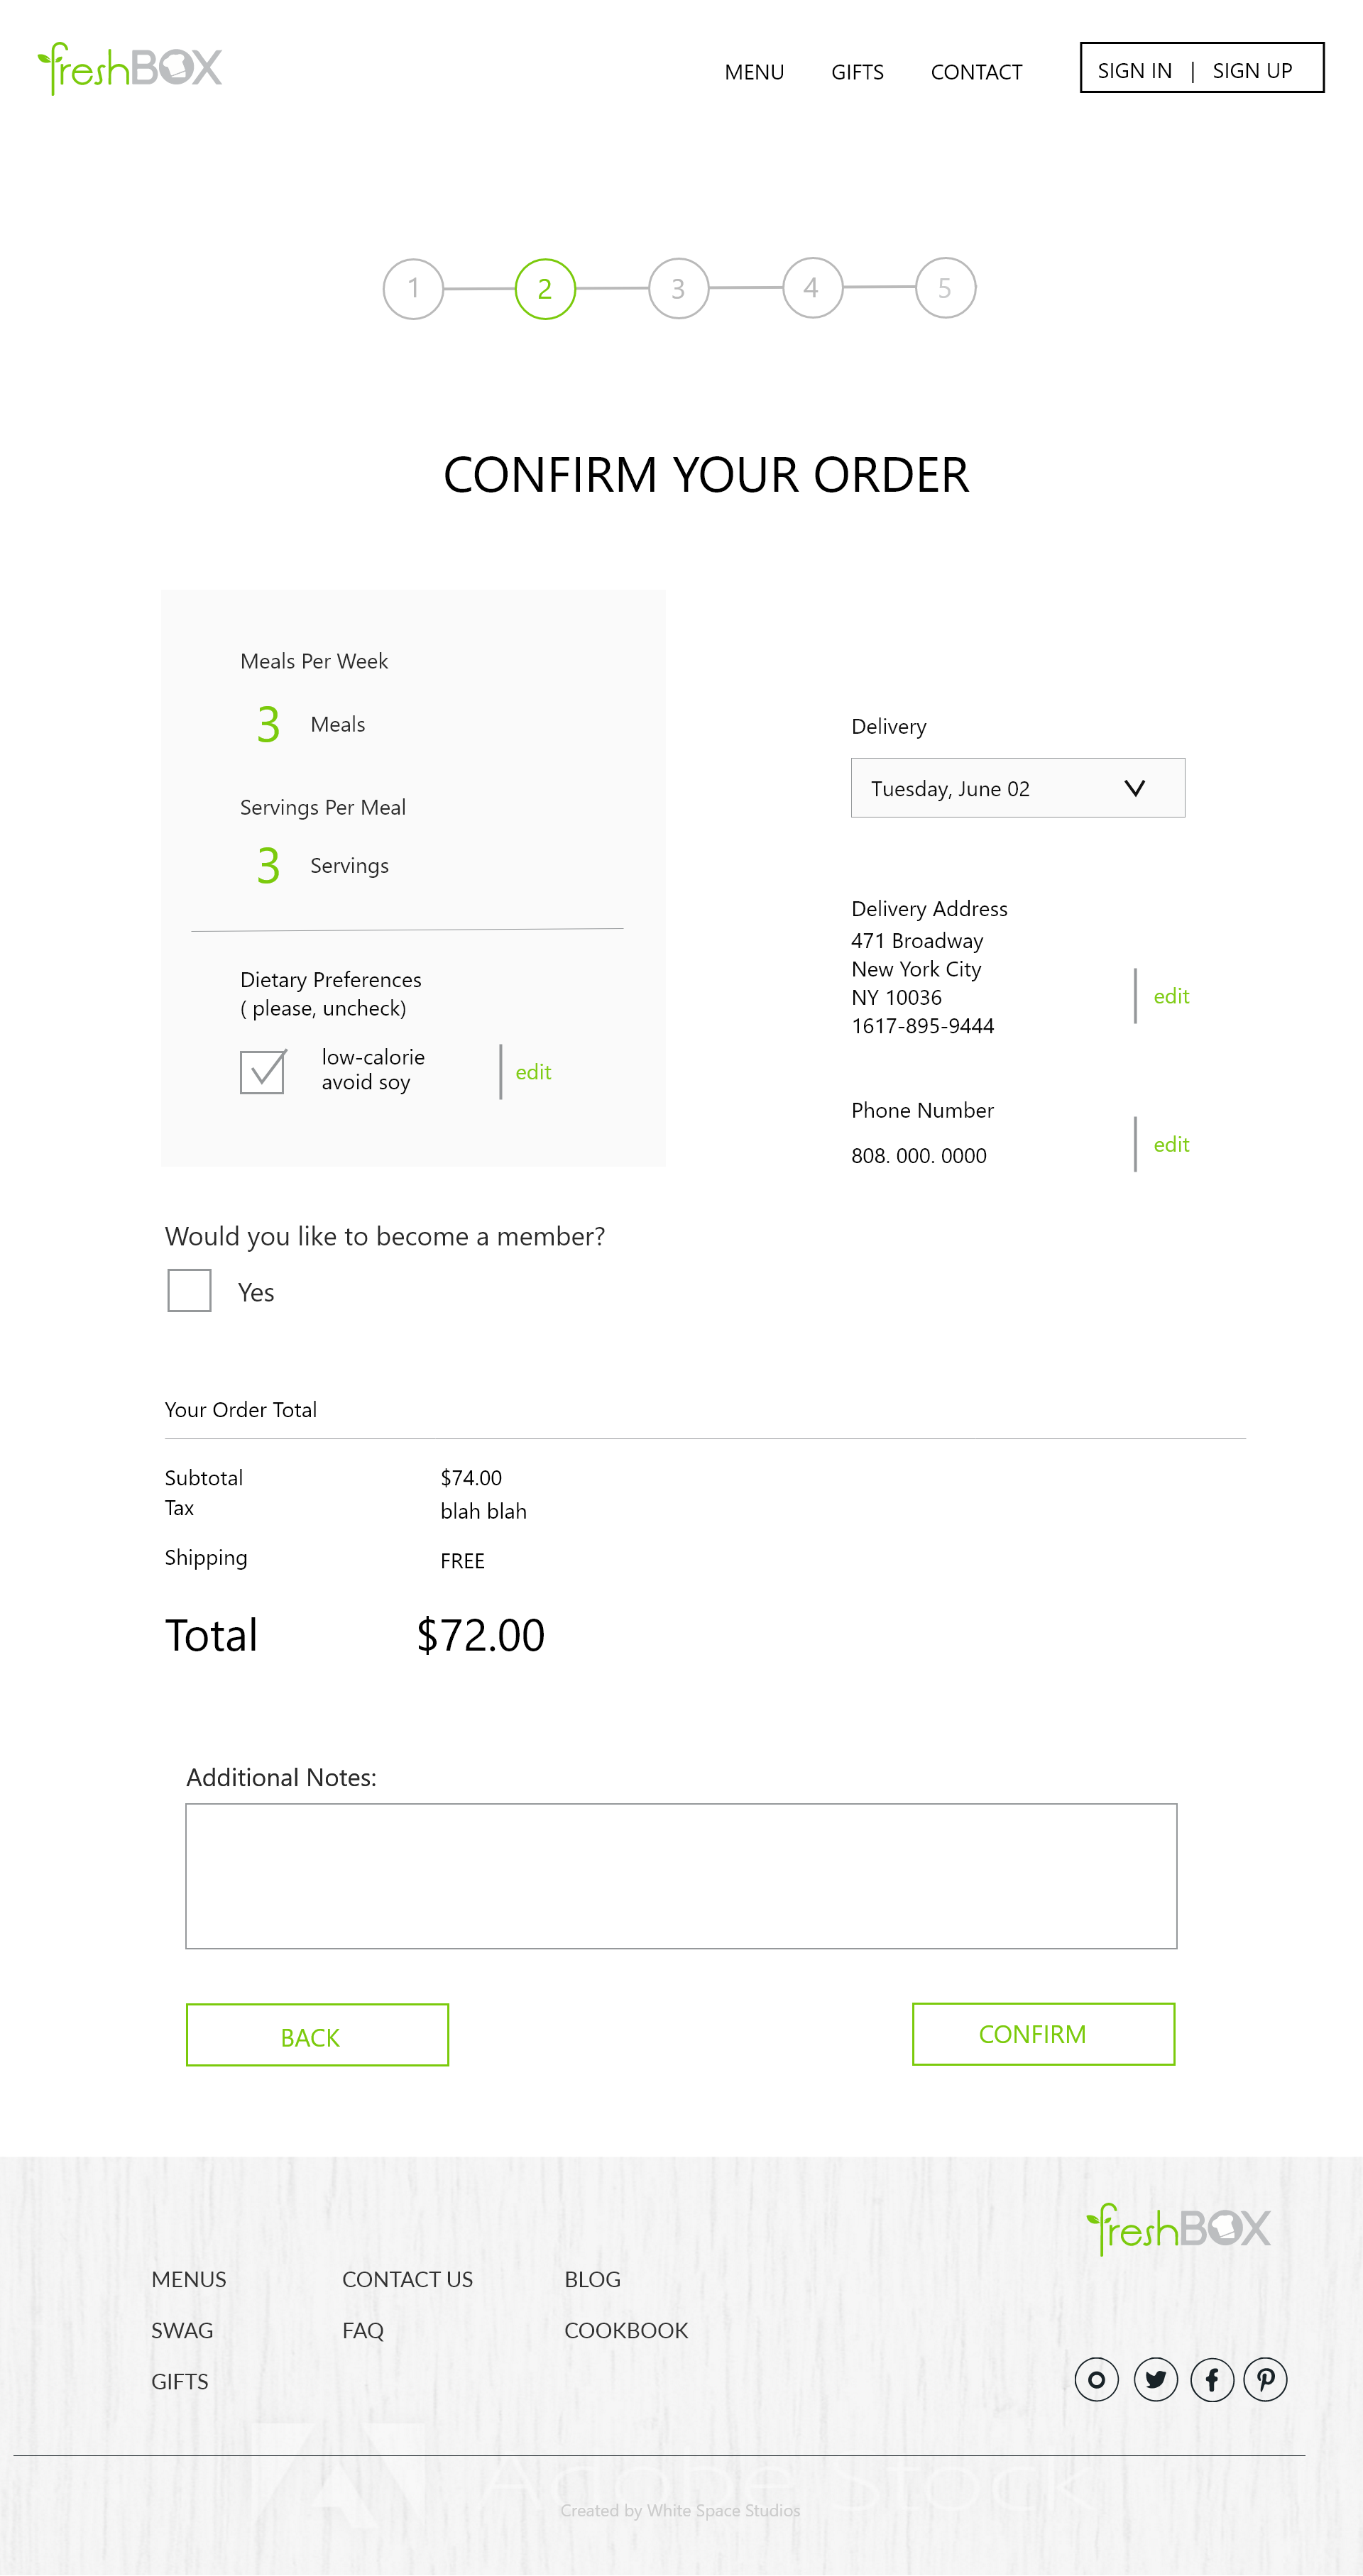 freshBOX
MENU GIFTS CONTACT SIGN IN | SIGN UP
1 2 3 4 5
CONFIRM YOUR ORDER
Meals Per Week
3 Meals
Servings Per Meal
3 Servings
Dietary Preferences
( please, uncheck)
low-calorie
avoid soy
edit
Delivery
Tuesday, June 02
Delivery Address
471 Broadway
New York City
NY 10036
1617-895-9444
edit
Phone Number
808. 000. 0000
edit
Would you like to become a member?
Yes
Your Order Total
Subtotal $74.00
Tax blah blah
Shipping FREE
Total $72.00
Additional Notes:
BACK CONFIRM
freshBOX
MENUS CONTACT US BLOG
SWAG FAQ COOKBOOK
GIFTS
Adobe Stock
Created by White Space Studios